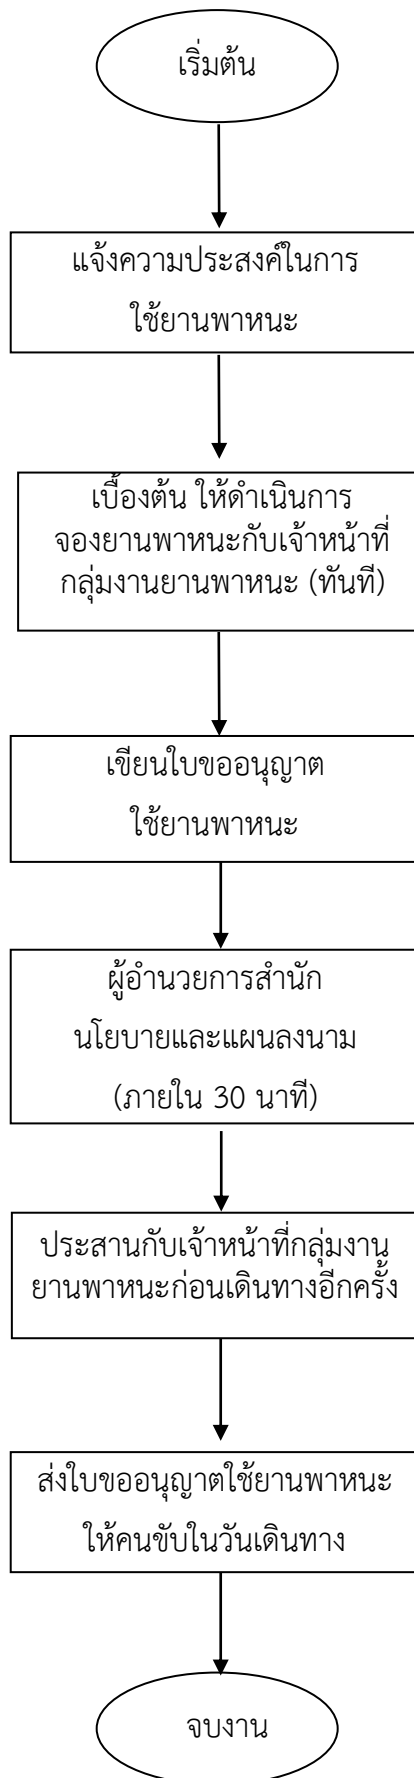 เริ่มต้น
แจ้งความประสงค์ในการ
ใช้ยานพาหนะ
เบื้องต้น ให้ดำเนินการ
จองยานพาหนะกับเจ้าหน้าที่
กลุ่มงานยานพาหนะ (ทันที)
เขียนใบขออนุญาต
ใช้ยานพาหนะ
ผู้อำนวยการสำนัก
นโยบายและแผนลงนาม
(ภายใน 30 นาที)
ประสานกับเจ้าหน้าที่กลุ่มงาน
ยานพาหนะก่อนเดินทางอีกครั้ง
ส่งใบขออนุญาตใช้ยานพาหนะ
ให้คนขับในวันเดินทาง
จบงาน